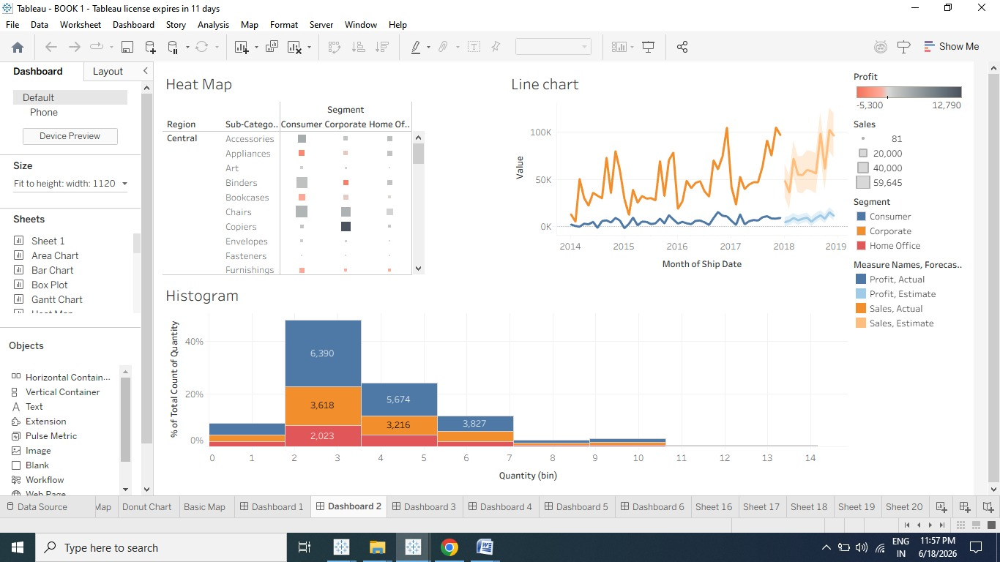 Tableau - BOOK 1 - Tableau license expires in 11 days
File Data Worksheet Dashboard Story Analysis Map Format Server Window Help
Show Me
Dashboard Layout
Default
Phone
Device Preview
Size
Fit to height: width: 1120
Sheets
Sheet 1
Area Chart
Bar Chart
Box Plot
Gantt Chart
Heat Map
Objects
Horizontal Contain...
Vertical Container
Text
Extension
Pulse Metric
Image
Blank
Workflow
Web Page
Heat Map
Segment
Region Sub-Catego.. Consumer Corporate Home Of..
Central Accessories
Appliances
Art
Binders
Bookcases
Chairs
Copiers
Envelopes
Fasteners
Furnishings
Line chart
Value
100K
50K
0K
2014 2015 2016 2017 2018 2019
Month of Ship Date
Profit
-5,300 12,790
Sales
81
20,000
40,000
59,645
Segment
Consumer
Corporate
Home Office
Measure Names, Forecas..
Profit, Actual
Profit, Estimate
Sales, Actual
Sales, Estimate
Histogram
% of Total Count of Quantity
40%
20%
0%
6,390
3,618
2,023
5,674
3,216
3,827
0 1 2 3 4 5 6 7 8 9 10 11 12 13 14
Quantity (bin)
Data Source Map Donut Chart Basic Map Dashboard 1 Dashboard 2 Dashboard 3 Dashboard 4 Dashboard 5 Dashboard 6 Sheet 16 Sheet 17 Sheet 18 Sheet 19 Sheet 20
Type here to search
ENG
IN
11:57 PM
6/18/2026